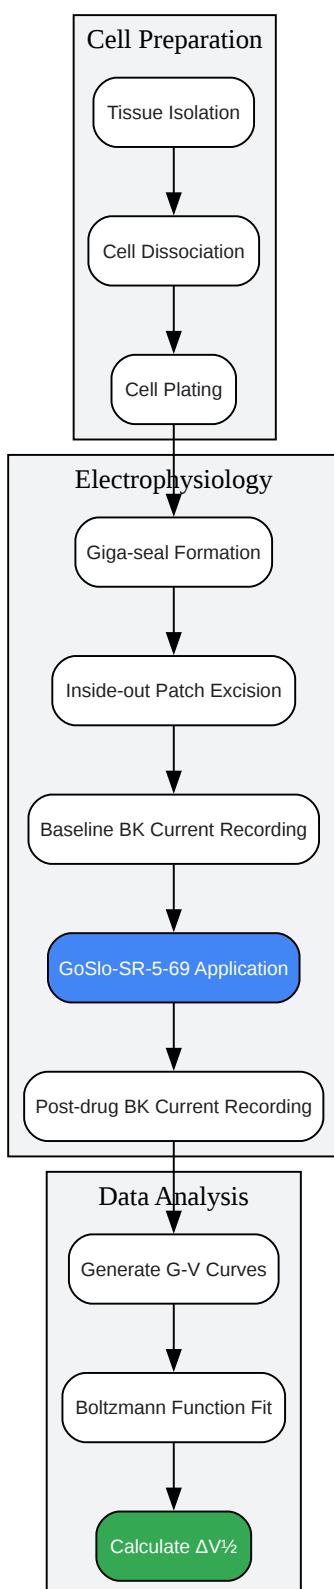 Cell Preparation
Tissue Isolation
Cell Dissociation
Cell Plating
Electrophysiology
Giga-seal Formation
Inside-out Patch Excision
Baseline BK Current Recording
GoSlo-SR-5-69 Application
Post-drug BK Current Recording
Data Analysis
Generate G-V Curves
Boltzmann Function Fit
Calculate ΔV½